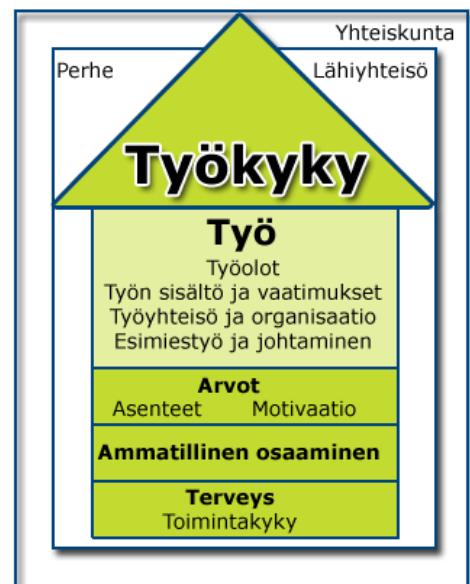 Yhteiskunta
Perhe Lähiyhteisö
Työkyky
Työ
Työolot
Työn sisältö ja vaatimukset
Työyhteisö ja organisaatio
Esimiestyö ja johtaminen
Arvot
Asenteet Motivaatio
Ammatillinen osaaminen
Terveys
Toimintakyky